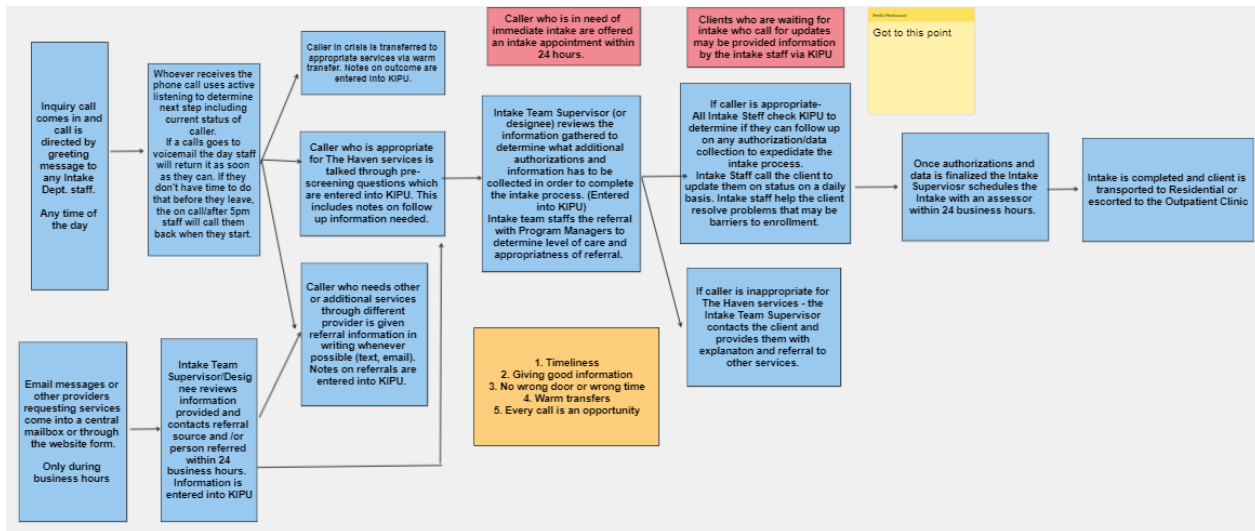 Caller who is in need of
immediate intake are offered
an intake appointment within
24 hours.
Clients who are waiting for
intake who call for updates
may be provided information
by the intake staff via KIPU
Got to this point
Inquiry call
comes in and call
is directed by
greeting message to
any Intake
Dept. staff.
Any time of
the day
Whoever receives the
phone call uses active
listening to determine
next step including
current status of
caller.
If a calls goes to
voicemail the day staff
will return it as soon
as they can. If they
don't have time to do
that before they leave,
the on call/after 5pm
staff will call them
back when they start.
Caller in crisis is transferred to
appropriate services via warm
transfer. Notes on outcome are
entered into KIPU.
Caller who is appropriate
for The Haven services is
talked through pre-
screening questions which
are entered into KIPU. This
includes notes on follow
up information needed.
Caller who needs other
or additional services
through different
provider is given
referral information in
writing whenever
possible (text, email).
Notes on referrals are
entered into KIPU.
Intake Team Supervisor (or
designee) reviews the
information gathered to
determine what additional
authorizations and
information has to be
collected in order to complete
the intake process. (Entered
into KIPU)
Intake team staffs the referral
with Program Managers to
determine level of care and
appropriatness of referral.
If caller is appropriate-
All Intake Steff check KIPU to
determine if they can follow up
on any authorization/data
collection to expedidate the
intake process.
Intake Staff call the client to
update them on status on a daily
basis. Intake staff help the client
resolve problems that may be
barriers to enrollment.
If caller is inappropriate for
The Haven services - the
Intake Team Supervisor
contacts the client and
provides them with
explanaton and referral to
other services.
Once authorizations and
data is finalized the Intake
Superviosr schedules the
Intake with an assessor
within 24 business hours.
Intake is completed and client is
transported to Residential or
escorted to the Outpatient Clinic
Email messages or
other providers
requesting services
come into a central
mailbox or through
the website form.
Only during
business hours
Intake Team
Supervisor/Desig
nee reviews
information
provided and
contacts referral
source and /or
person referred
within 24
business hours.
Information is
entered into KIPU
1. Timeliness
2. Giving good information
3. No wrong door or wrong time
4. Warm transfers
5. Every call is an opportunity